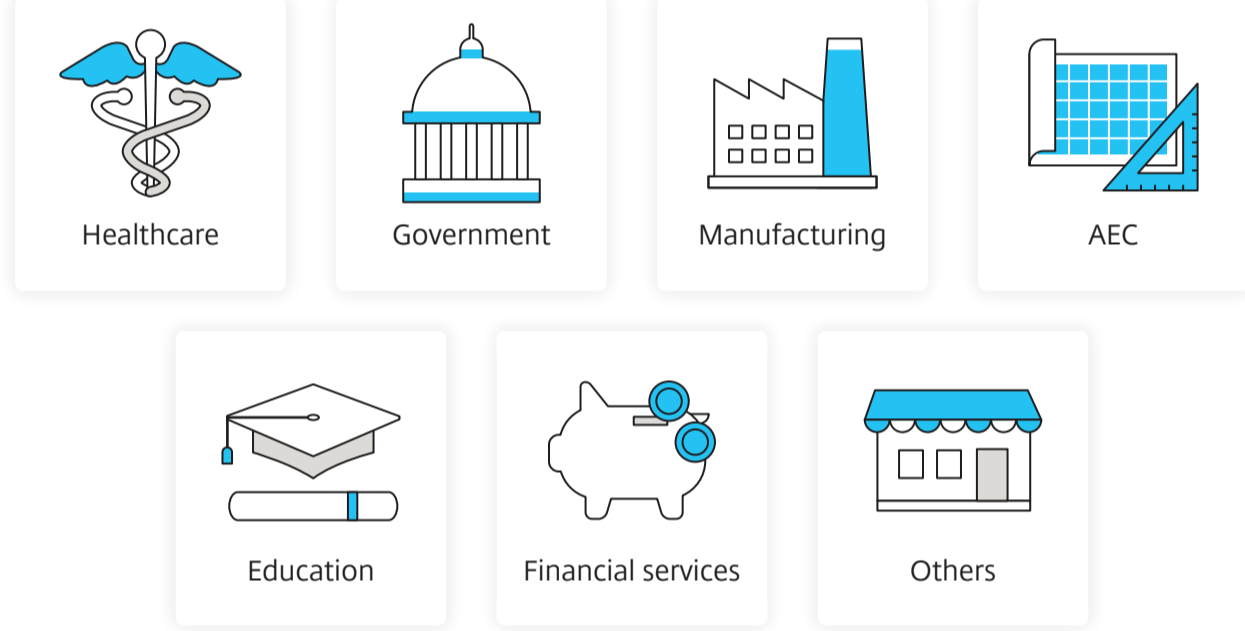 Healthcare
Government
Manufacturing
AEC
Education
Financial services
Others